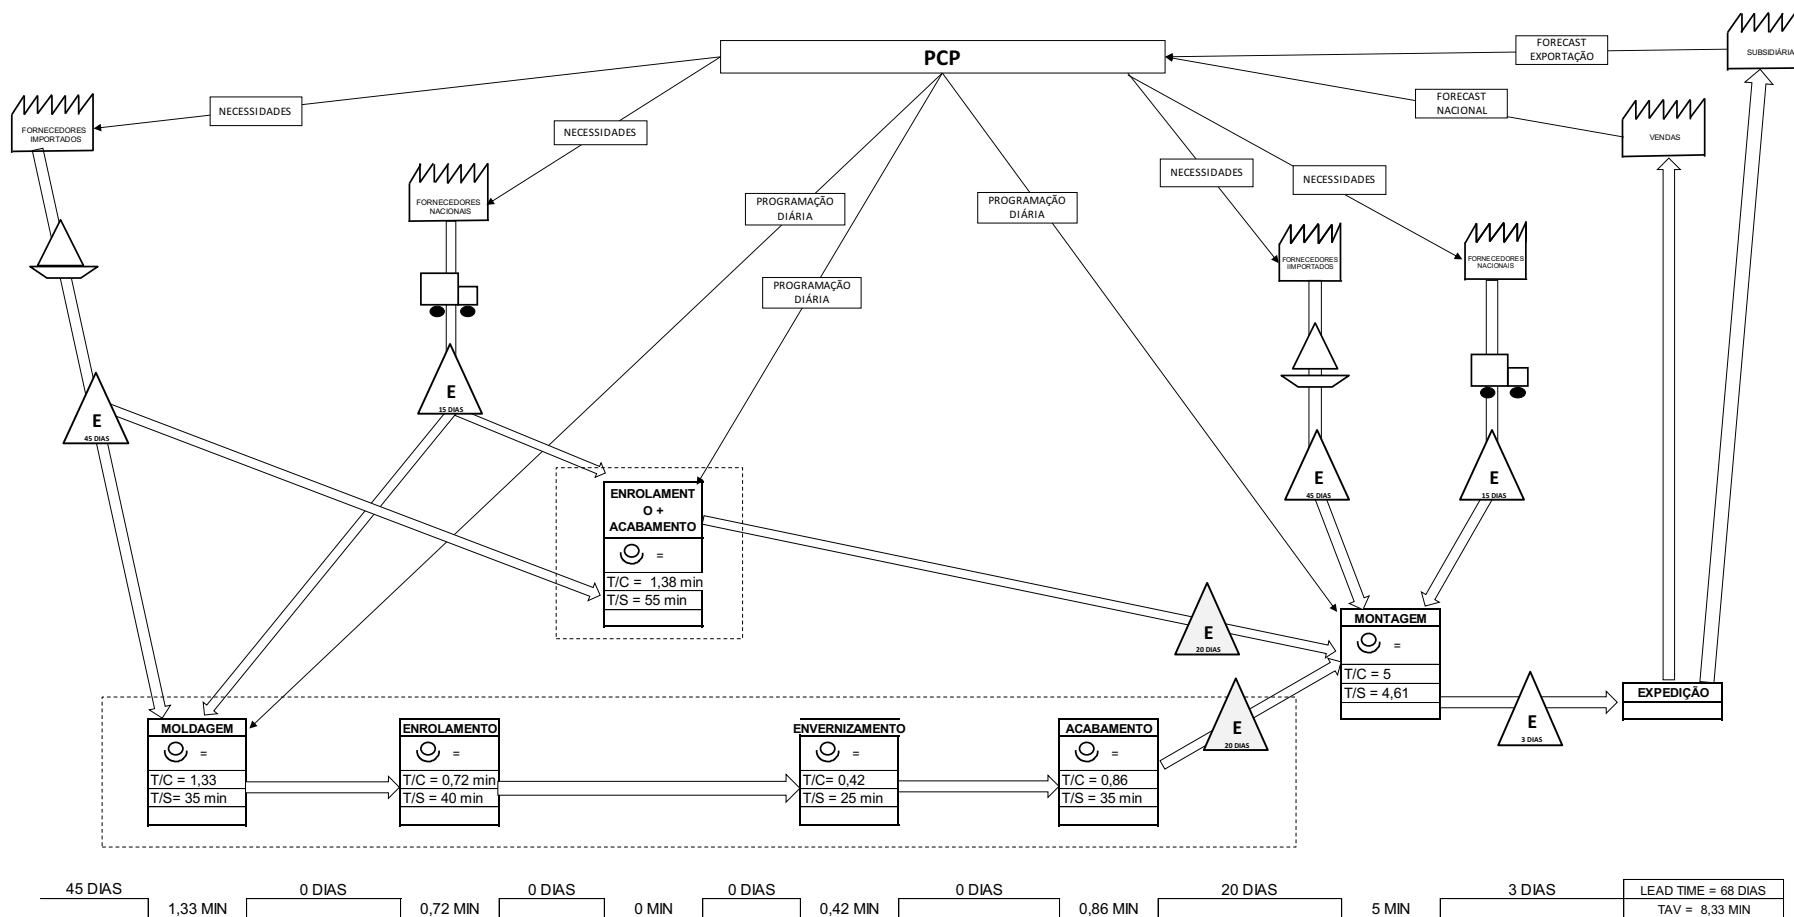 PCP
FORECAST
EXPORTAÇÃO
SUBSIDIÁRIA
NECESSIDADES
FORECAST
NACIONAL
VENDAS
FORNECEDORES
IMPORTADOS
NECESSIDADES
FORNECEDORES
NACIONAIS
PROGRAMAÇÃO
DIÁRIA
PROGRAMAÇÃO
DIÁRIA
NECESSIDADES
NECESSIDADES
FORNECEDORES
IIMPORTADOS
FORNECEDORES
NACIONAIS
PROGRAMAÇÃO
DIÁRIA
E
15 DIAS
E
45 DIAS
E
45 DIAS
E
15 DIAS
ENROLAMENT
O +
ACABAMENTO
=
T/C = 1,38 min
T/S = 55 min
E
20 DIAS
MONTAGEM
=
T/C = 5
T/S = 4,61
E
3 DIAS
EXPEDIÇÃO
MOLDAGEM
=
T/C = 1,33
T/S= 35 min
ENROLAMENTO
=
T/C = 0,72 min
T/S = 40 min
ENVERNIZAMENTO
=
T/C= 0,42
T/S = 25 min
ACABAMENTO
=
T/C = 0,86
T/S = 35 min
E
20 DIAS
45 DIAS 0 DIAS 0 DIAS 0 DIAS 0 DIAS 20 DIAS 3 DIAS LEAD TIME = 68 DIAS
1,33 MIN 0,72 MIN 0 MIN 0,42 MIN 0,86 MIN 5 MIN TAV = 8,33 MIN